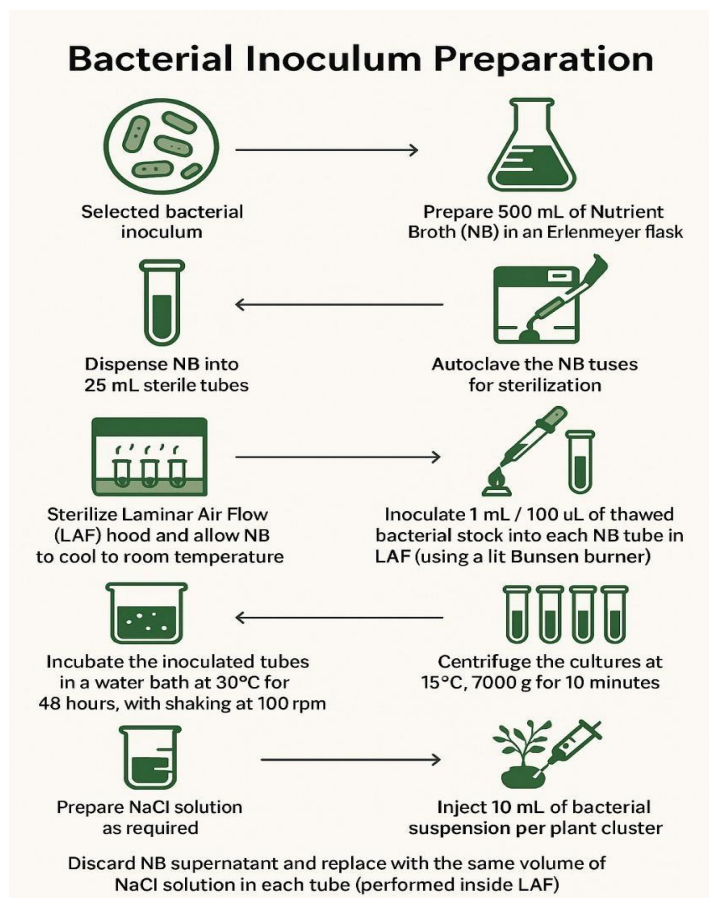 Bacterial Inoculum Preparation
Selected bacterial
inoculum
Prepare 500 mL of Nutrient
Broth (NB) in an Erlenmeyer flask
Dispense NB into
25 mL sterile tubes
Autoclave the NB tuses
for sterilization
Sterilize Laminar Air Flow
(LAF) hood and allow NB
to cool to room temperature
Inoculate 1 mL / 100 uL of thawed
bacterial stock into each NB tube in
LAF (using a lit Bunsen burner)
Incubate the inoculated tubes
in a water bath at 30°C for
48 hours, with shaking at 100 rpm
Centrifuge the cultures at
15°C, 7000 g for 10 minutes
Prepare NaCl solution
as required
Inject 10 mL of bacterial
suspension per plant cluster
Discard NB supernatant and replace with the same volume of
NaCl solution in each tube (performed inside LAF)